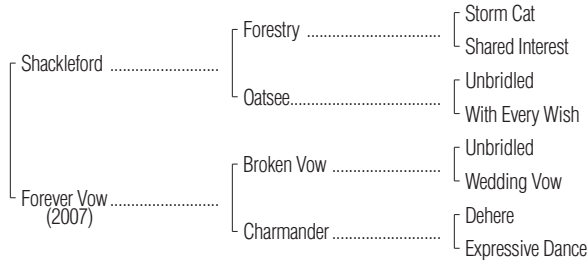 Storm Cat
Forestry ........................
Shared Interest
Shackleford ........................
Unbridled
Oatsee........................
With Every Wish
Unbridled
Broken Vow ........................
Wedding Vow
Forever Vow ........................
(2007)
Dehere
Charmander ........................
Expressive Dance